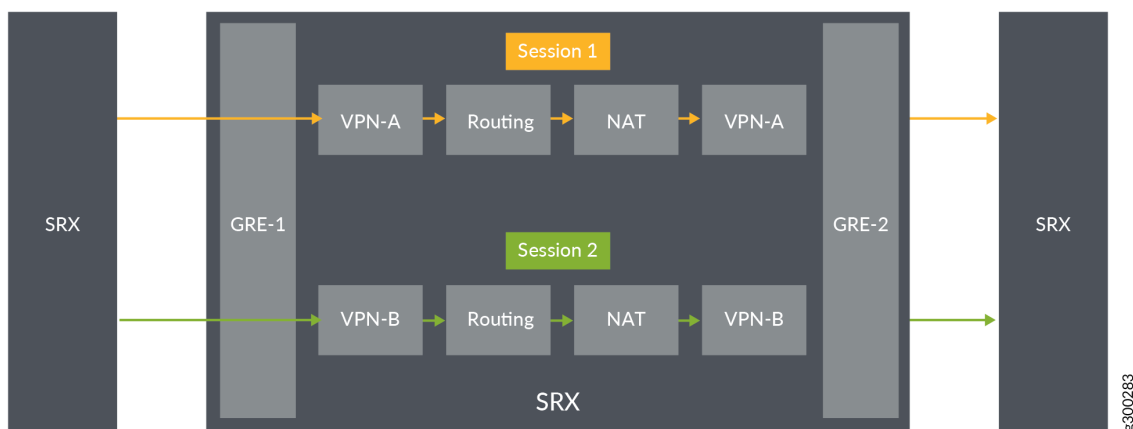 Session 1
VPN-A
Routing
NAT
VPN-A
SRX
GRE-1
GRE-2
SRX
Session 2
VPN-B
Routing
NAT
VPN-B
SRX
g300283